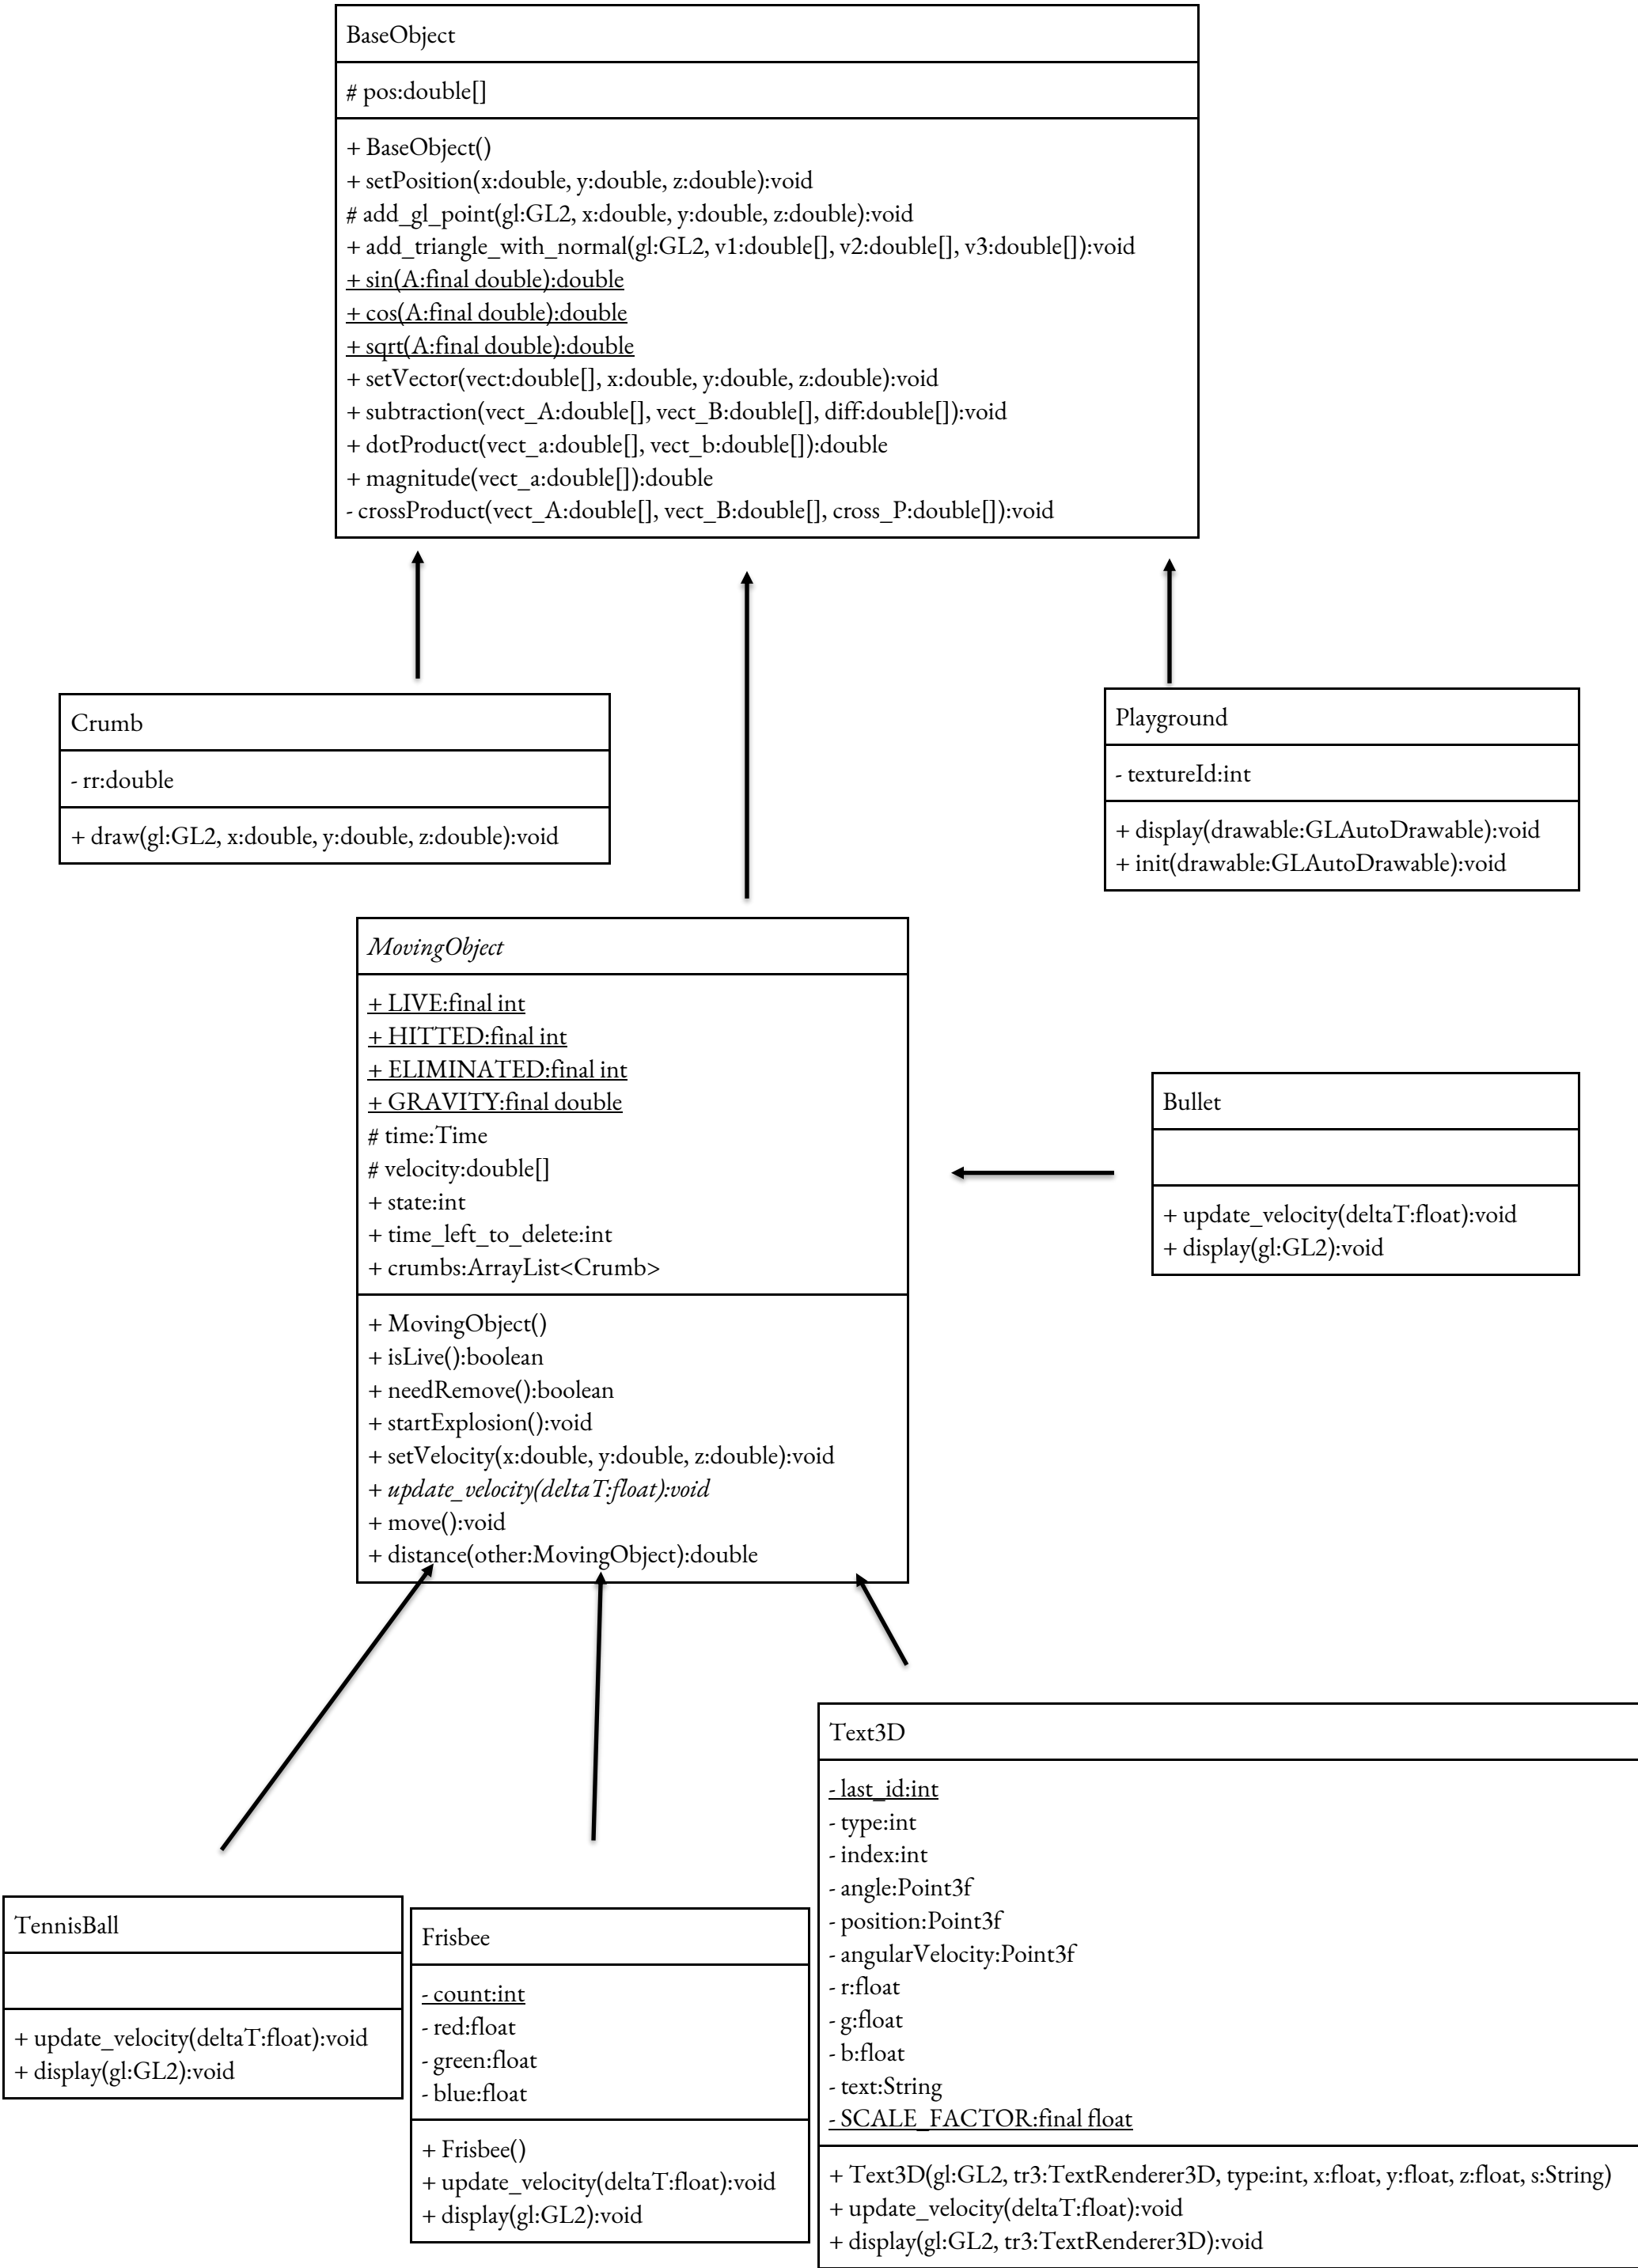 BaseObject
# pos:double[]
+ BaseObject()
+ setPosition(x:double, y:double, z:double):void
# add_gl_point(gl:GL2, x:double, y:double, z:double):void
+ add_triangle_with_normal(gl:GL2, v1:double[], v2:double[], v3:double[]):void
+ sin(A:final double):double
+ cos(A:final double):double
+ sqrt(A:final double):double
+ setVector(vect:double[], x:double, y:double, z:double):void
+ subtraction(vect_A:double[], vect_B:double[], diff:double[]):void
+ dotProduct(vect_a:double[], vect_b:double[]):double
+ magnitude(vect_a:double[]):double
- crossProduct(vect_A:double[], vect_B:double[], cross_P:double[]):void
Crumb
- rr:double
+ draw(gl:GL2, x:double, y:double, z:double):void
Playground
- textureId:int
+ display(drawable:GLAutoDrawable):void
+ init(drawable:GLAutoDrawable):void
MovingObject
+ LIVE:final int
+ HITTED:final int
+ ELIMINATED:final int
+ GRAVITY:final double
# time:Time
# velocity:double[]
+ state:int
+ time_left_to_delete:int
+ crumbs:ArrayList<Crumb>
+ MovingObject()
+ isLive():boolean
+ needRemove():boolean
+ startExplosion():void
+ setVelocity(x:double, y:double, z:double):void
+ update_velocity(deltaT:float):void
+ move():void
+ distance(other:MovingObject):double
Bullet
+ update_velocity(deltaT:float):void
+ display(gl:GL2):void
TennisBall
+ update_velocity(deltaT:float):void
+ display(gl:GL2):void
Frisbee
- count:int
- red:float
- green:float
- blue:float
+ Frisbee()
+ update_velocity(deltaT:float):void
+ display(gl:GL2):void
Text3D
- last_id:int
- type:int
- index:int
- angle:Point3f
- position:Point3f
- angularVelocity:Point3f
- r:float
- g:float
- b:float
- text:String
- SCALE_FACTOR:final float
+ Text3D(gl:GL2, tr3:TextRenderer3D, type:int, x:float, y:float, z:float, s:String)
+ update_velocity(deltaT:float):void
+ display(gl:GL2, tr3:TextRenderer3D):void